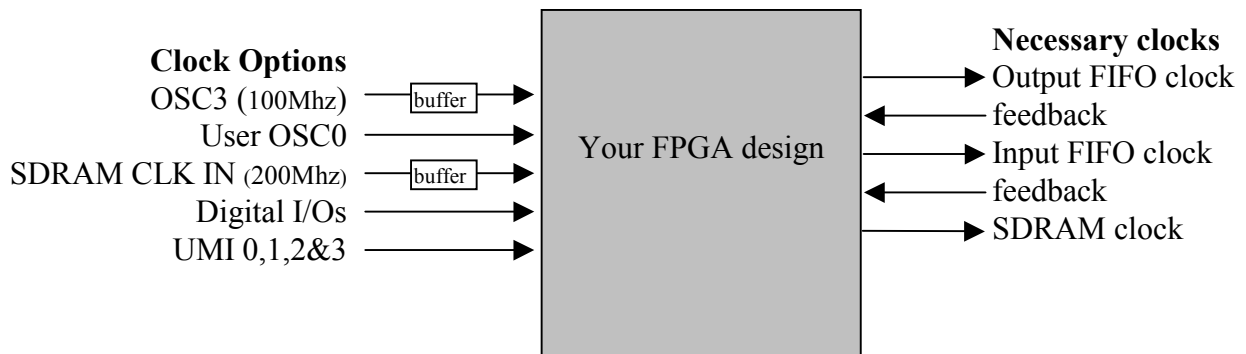 Clock Options
OSC3 (100Mhz)
buffer
User OSC0
SDRAM CLK IN (200Mhz)
buffer
Digital I/Os
UMI 0,1,2&3
Your FPGA design
Necessary clocks
Output FIFO clock
feedback
Input FIFO clock
feedback
SDRAM clock